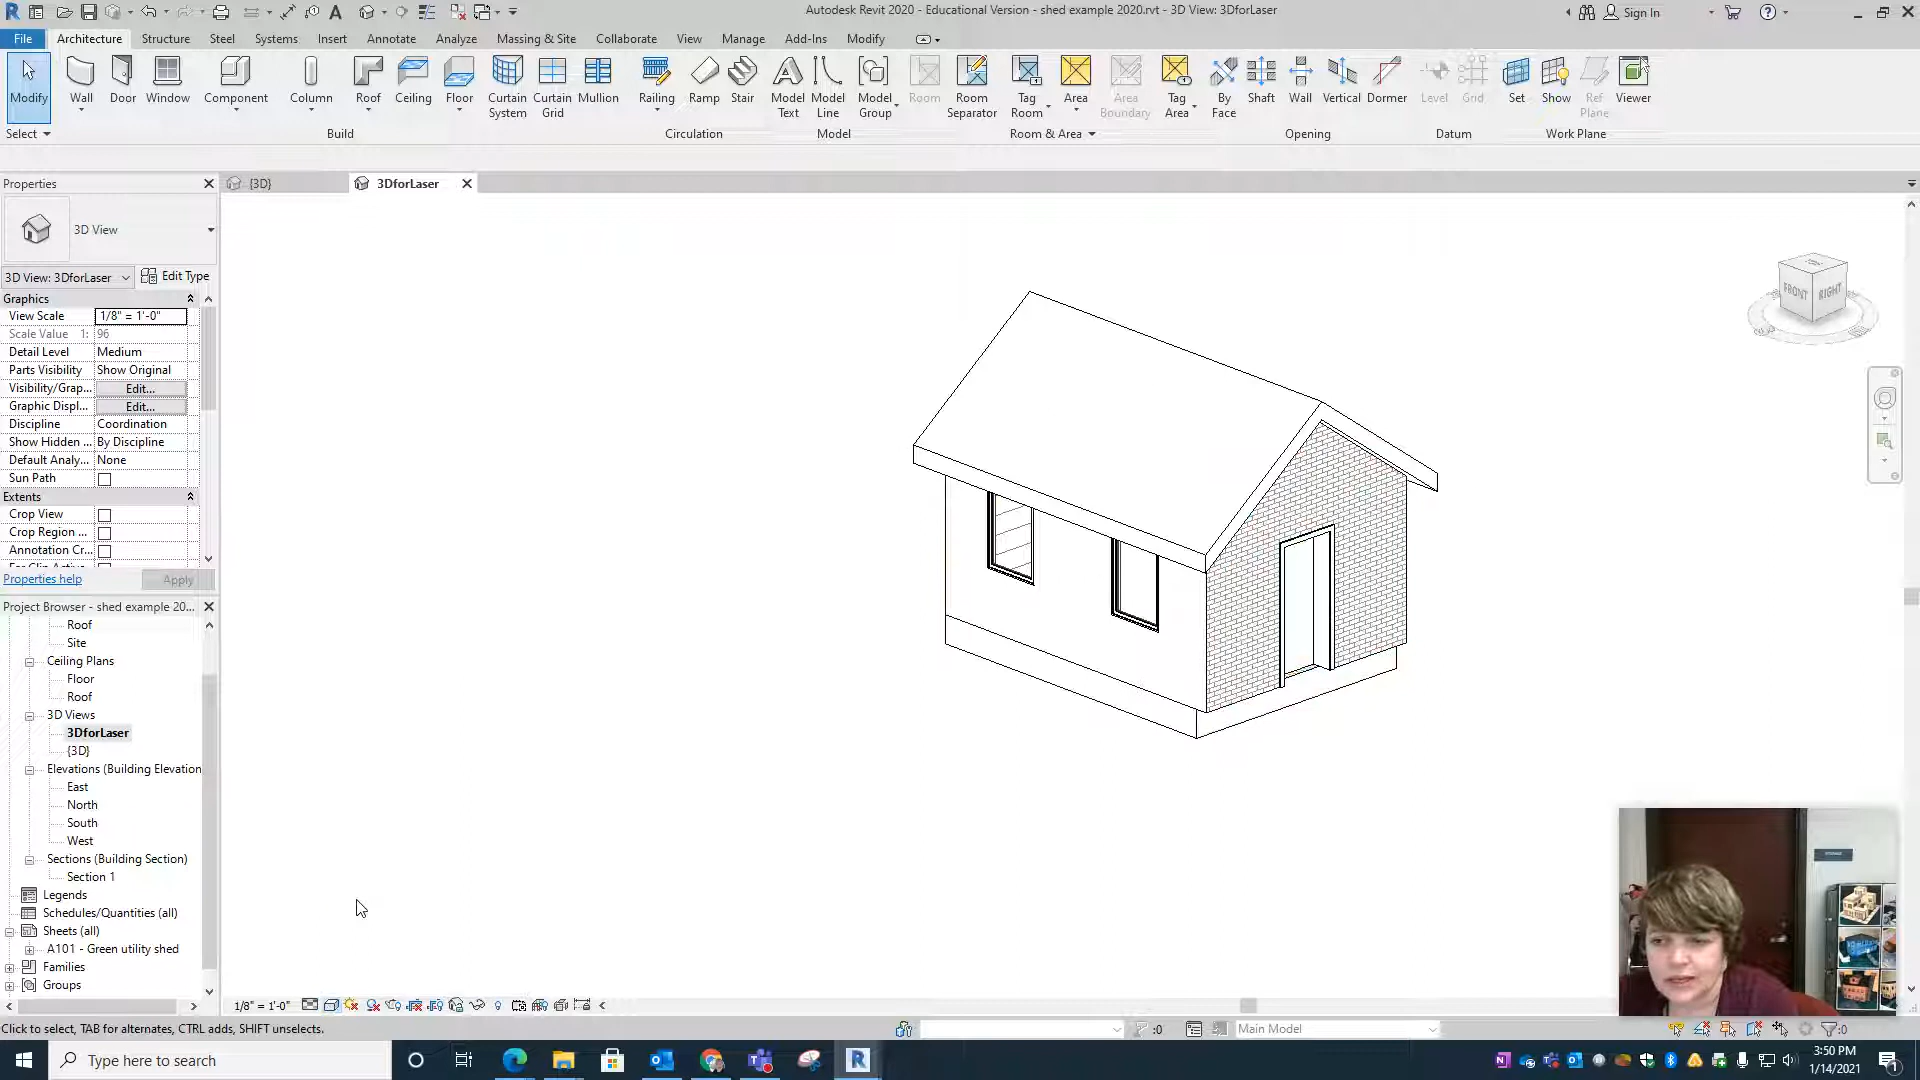 Autodesk Revit 2020 - Educational Version - shed example 2020.rvt - 3D View: 3DforLaser
Sign In
File Architecture Structure Steel Systems Insert Annotate Analyze Massing & Site Collaborate View Manage Add-Ins Modify
Modify Wall Door Window Component Column Roof Ceiling Floor Curtain System Curtain Grid Mullion Railing Ramp Stair Model Text Model Line Model Group Room Room Separator Tag Room Area Area Boundary Tag Area By Face Shaft Wall Vertical Dormer Level Grid Set Show Ref Plane Viewer
Select Build Circulation Model Room & Area Opening Datum Work Plane
Properties
{3D}
3DforLaser
3D View
3D View: 3DforLaser
Edit Type
Graphics
View Scale 1/8" = 1'-0"
Scale Value 1: 96
Detail Level Medium
Parts Visibility Show Original
Visibility/Grap... Edit...
Graphic Displ... Edit...
Discipline Coordination
Show Hidden ... By Discipline
Default Analy... None
Sun Path
Extents
Crop View
Crop Region ...
Annotation Cr...
Properties help
Apply
FRONT
RIGHT
Project Browser - shed example 20...
Roof
Site
Ceiling Plans
Floor
Roof
3D Views
3DforLaser
{3D}
Elevations (Building Elevation
East
North
South
West
Sections (Building Section)
Section 1
Legends
Schedules/Quantities (all)
Sheets (all)
A101 - Green utility shed
Families
Groups
1/8" = 1'-0"
Click to select, TAB for alternates, CTRL adds, SHIFT unselects.
:0
Main Model
:0
Type here to search
3:50 PM
1/14/2021